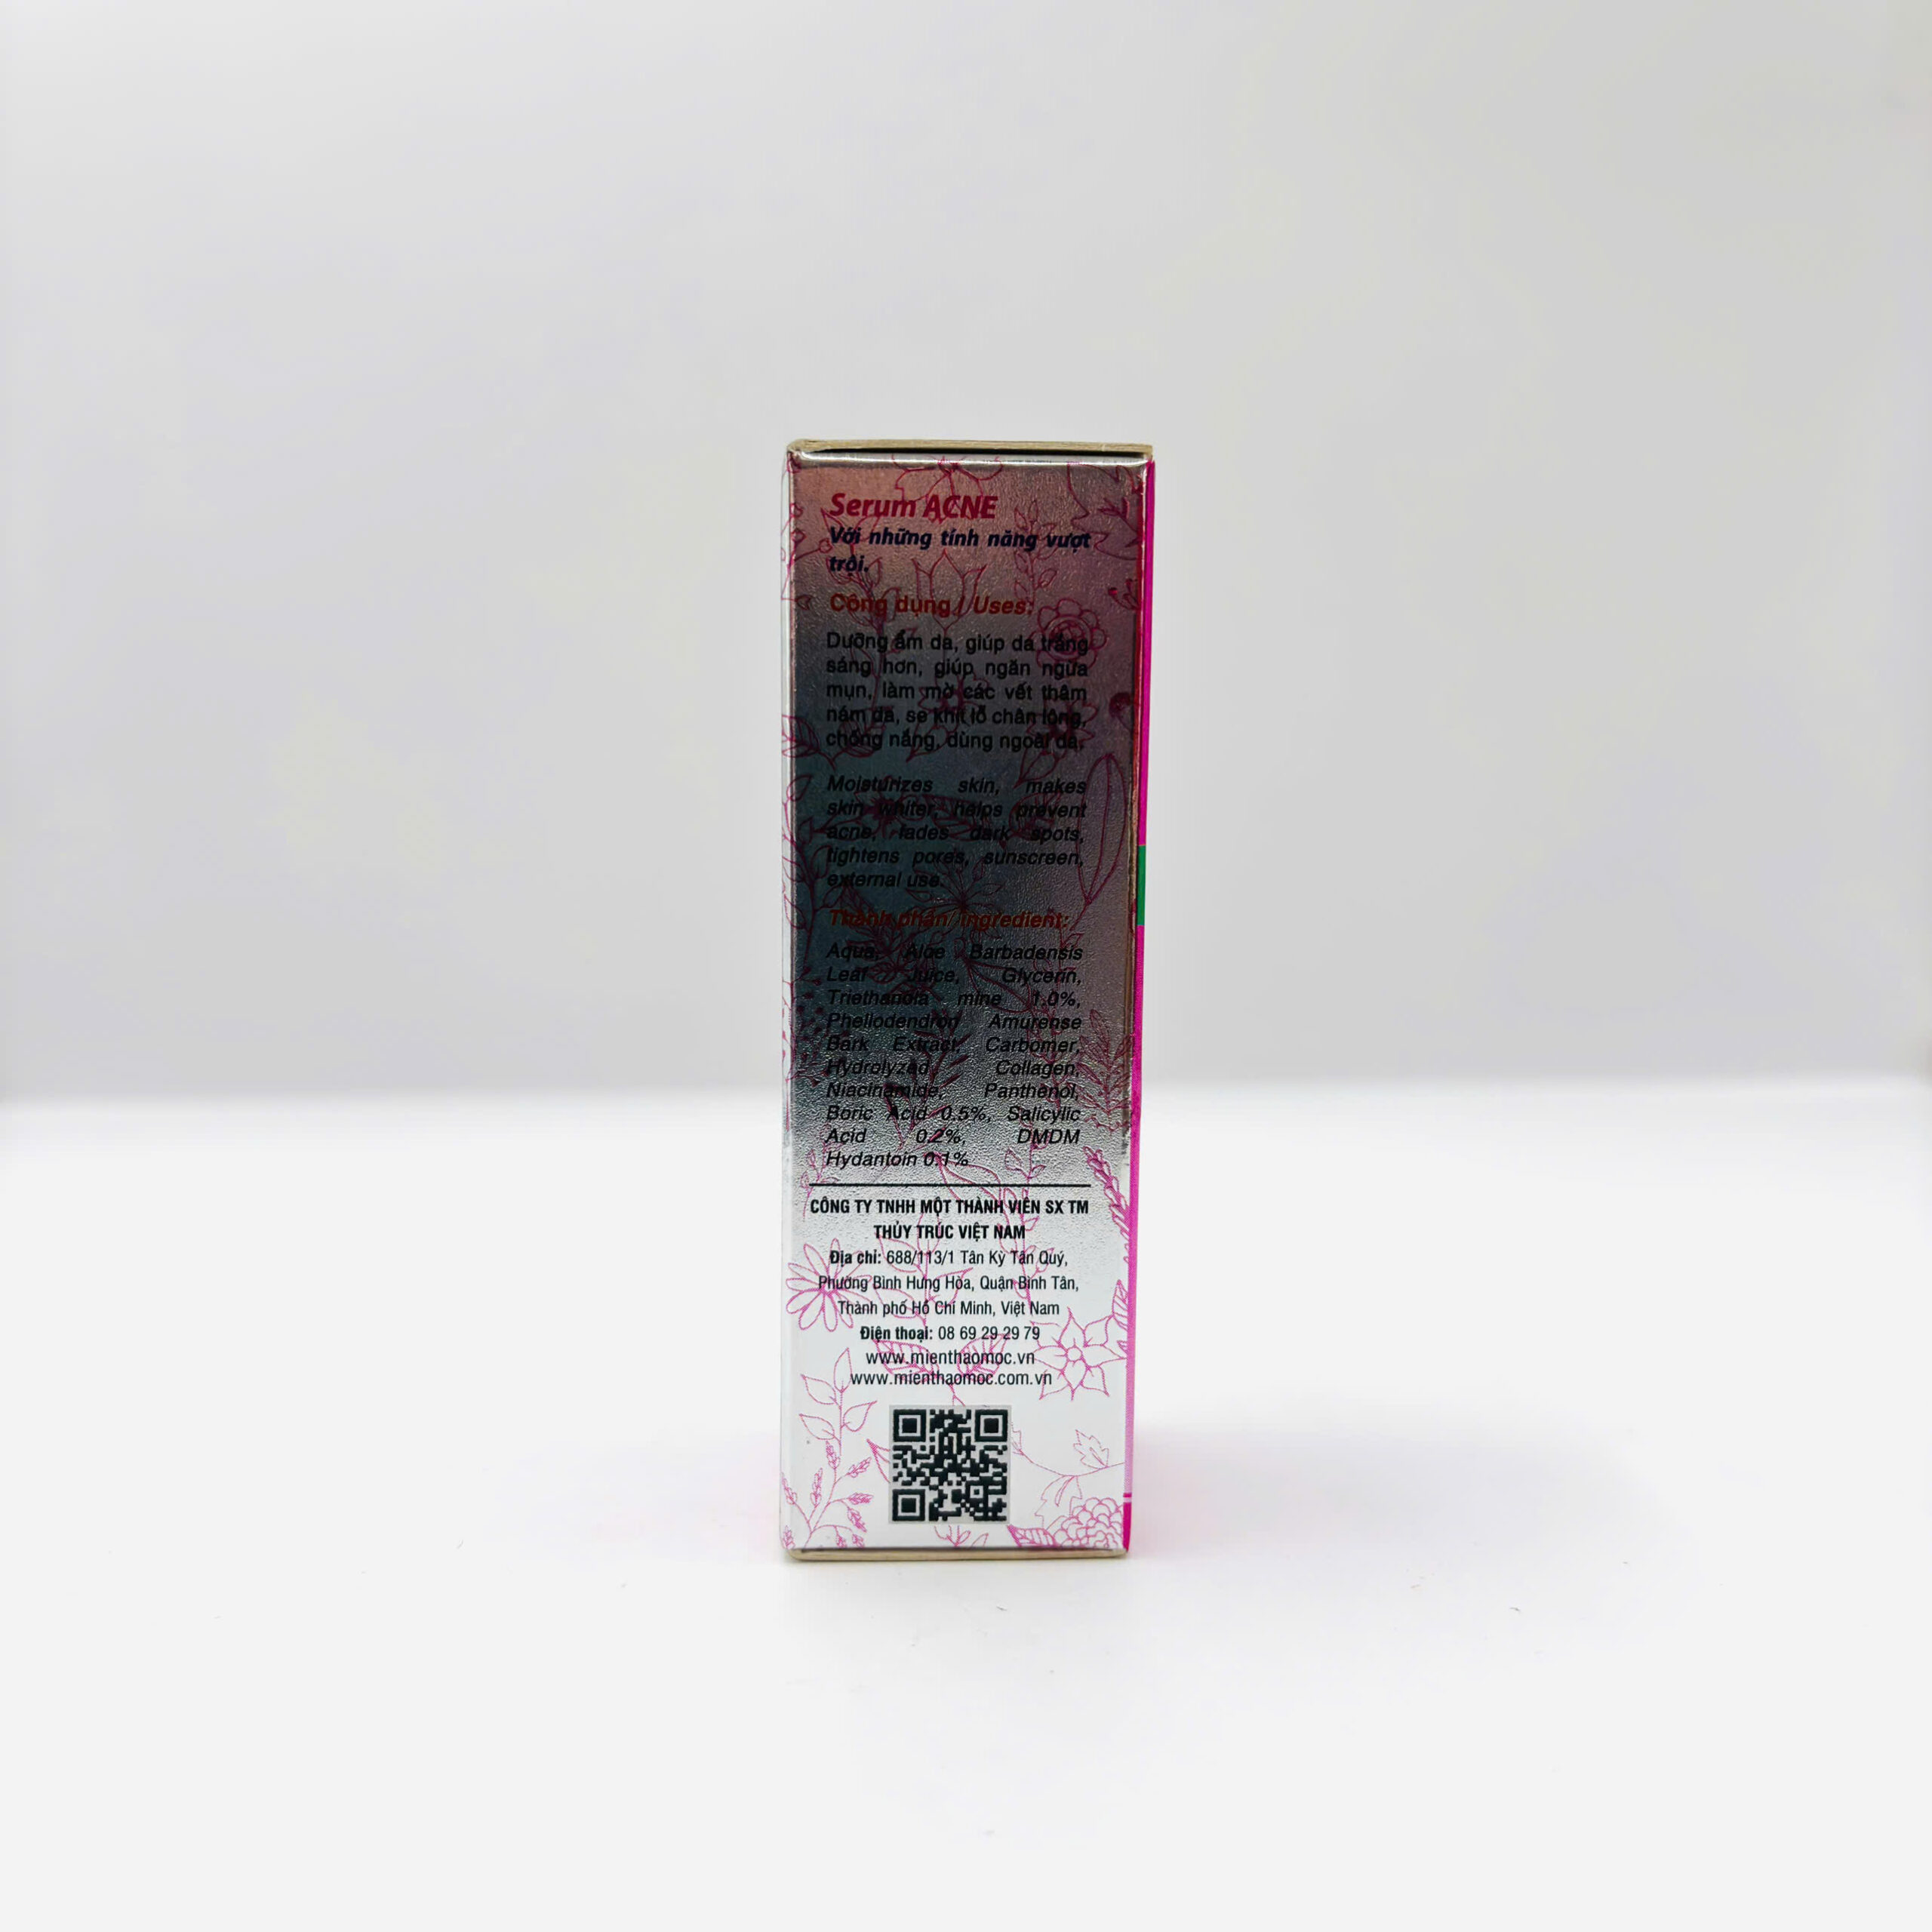 Serum ACNE
Với những tính năng vượt
trội.
Công dụng / Uses:
Dưỡng ẩm da, giúp da trắng
sáng hơn, giúp ngăn ngừa
mụn, làm mờ các vết thâm
nám da, se khít lỗ chân lông,
chống nắng, dùng ngoài da.
Moisturizes skin, makes
skin whiter, helps prevent
acne, fades dark spots,
tightens pores, sunscreen,
external use.
Thành phần/ ingredient:
Aqua, Aloe Barbadensis
Leaf Juice, Glycerin,
Triethanola mine 1.0%,
Phellodendron Amurense
Bark Extract, Carbomer,
Hydrolyzed Collagen,
Niacinamide, Panthenol,
Boric Acid 0.5%, Salicylic
Acid 0.2%, DMDM
Hydantoin 0.1%
CÔNG TY TNHH MỘT THÀNH VIÊN SX TM
THỦY TRÚC VIỆT NAM
Địa chỉ: 688/113/1 Tân Kỳ Tân Quý,
Phường Bình Hưng Hòa, Quận Bình Tân,
Thành phố Hồ Chí Minh, Việt Nam
Điện thoại: 08 69 29 29 79
www.mienthaomoc.vn
www.mienthaomoc.com.vn